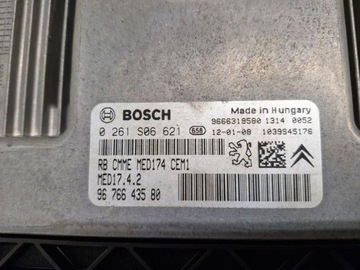 BOSCH
Made in Hungary
9666319580 1314 0052
0 261 S06 621 658 12-01-08 1039S45176
RB CMME MED174 CEM1
MED17.4.2
96 766 435 80